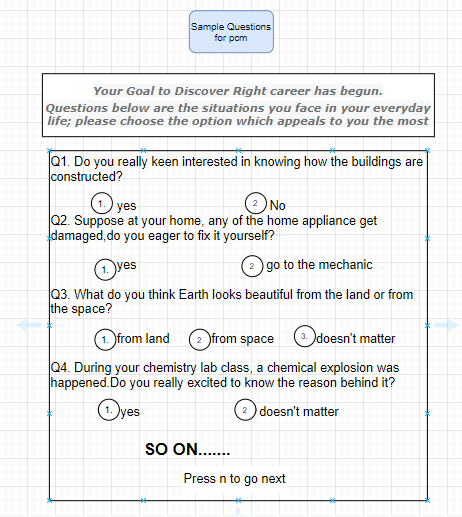 Sample Questions
for pcm
Your Goal to Discover Right career has begun.
Questions below are the situations you face in your everyday
life; please choose the option which appeals to you the most
Q1. Do you really keen interested in knowing how the buildings are
constructed?
1. yes 2 No
Q2. Suppose at your home, any of the home appliance get
damaged,do you eager to fix it yourself?
1. yes 2 go to the mechanic
Q3. What do you think Earth looks beautiful from the land or from
the space?
1. from land 2 from space 3. doesn't matter
Q4. During your chemistry lab class, a chemical explosion was
happened.Do you really excited to know the reason behind it?
1. yes 2 doesn't matter
SO ON.......
Press n to go next